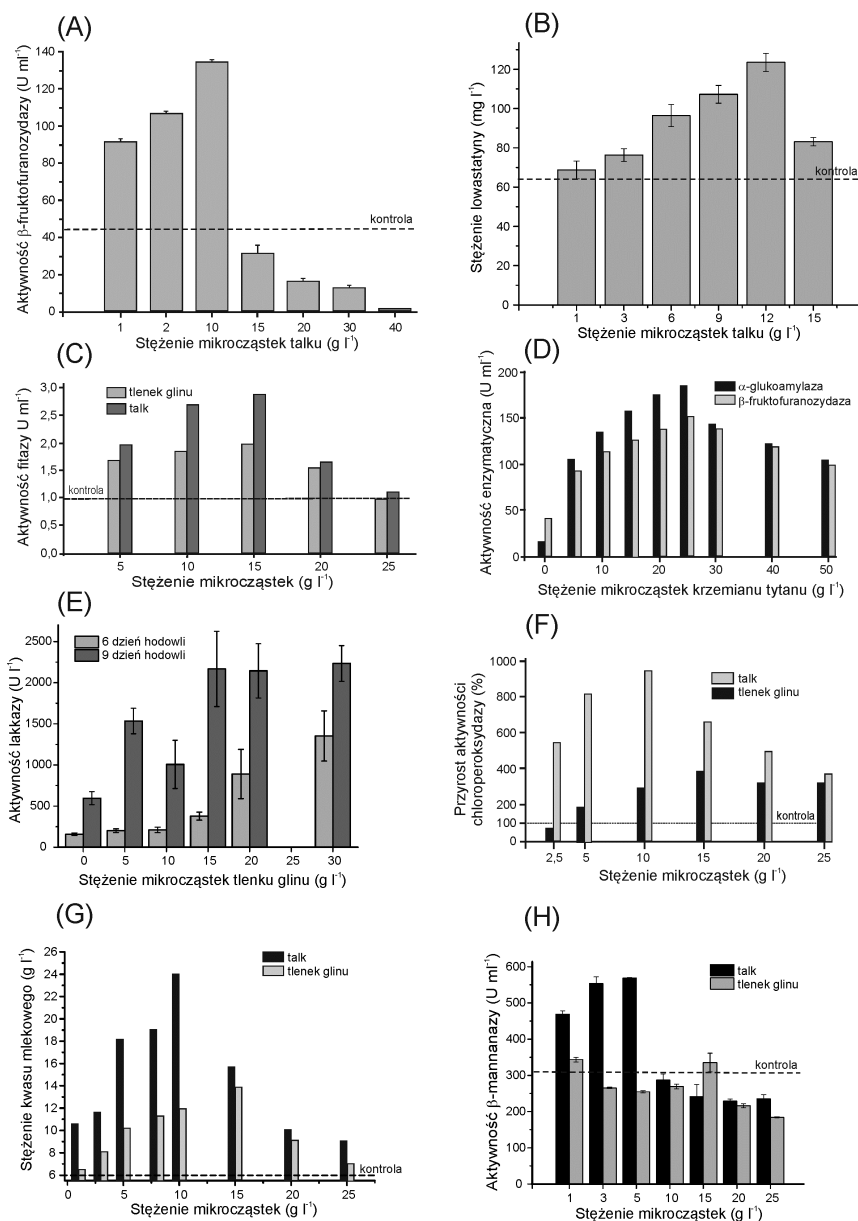 (A)
Aktywność β-fruktofuranozydazy (U ml⁻¹)
140
120
100
80
60
40
20
0
kontrola
1 2 10 15 20 30 40
Stężenie mikrocząstek talku (g l⁻¹)
(B)
Stężenie lowastatyny (mg l⁻¹)
120
100
80
60
40
20
0
kontrola
1 3 6 9 12 15
Stężenie mikrocząstek talku (g l⁻¹)
(C)
Aktywność fitazy U ml⁻¹)
3,0
2,5
2,0
1,5
1,0
0,5
0,0
tlenek glinu
talk
kontrola
5 10 15 20 25
Stężenie mikrocząstek (g l⁻¹)
(D)
Aktywność enzymatyczna (U ml⁻¹)
200
150
100
50
0
α-glukoamylaza
β-fruktofuranozydaza
0 10 20 30 40 50
Stężenie mikrocząstek krzemianu tytanu (g l⁻¹)
(E)
Aktywność lakkazy (U l⁻¹)
2500
2000
1500
1000
500
0
6 dzień hodowli
9 dzień hodowli
0 5 10 15 20 25 30
Stężenie mikrocząstek tlenku glinu (g l⁻¹)
(F)
Przyrost aktywności
chloroperoksydazy (%)
1000
800
600
400
200
100
0
talk
tlenek glinu
kontrola
2,5 5 10 15 20 25
Stężenie mikrocząstek (g l⁻¹)
(G)
Stężenie kwasu mlekowego (g l⁻¹)
26
24
22
20
18
16
14
12
10
8
6
talk
tlenek glinu
kontrola
0 5 10 15 20 25
Stężenie mikrocząstek (g l⁻¹)
(H)
Aktywność β-mannanazy (U ml⁻¹)
600
500
400
300
200
100
0
talk
tlenek glinu
kontrola
1 3 5 10 15 20 25
Stężenie mikrocząstek (g l⁻¹)